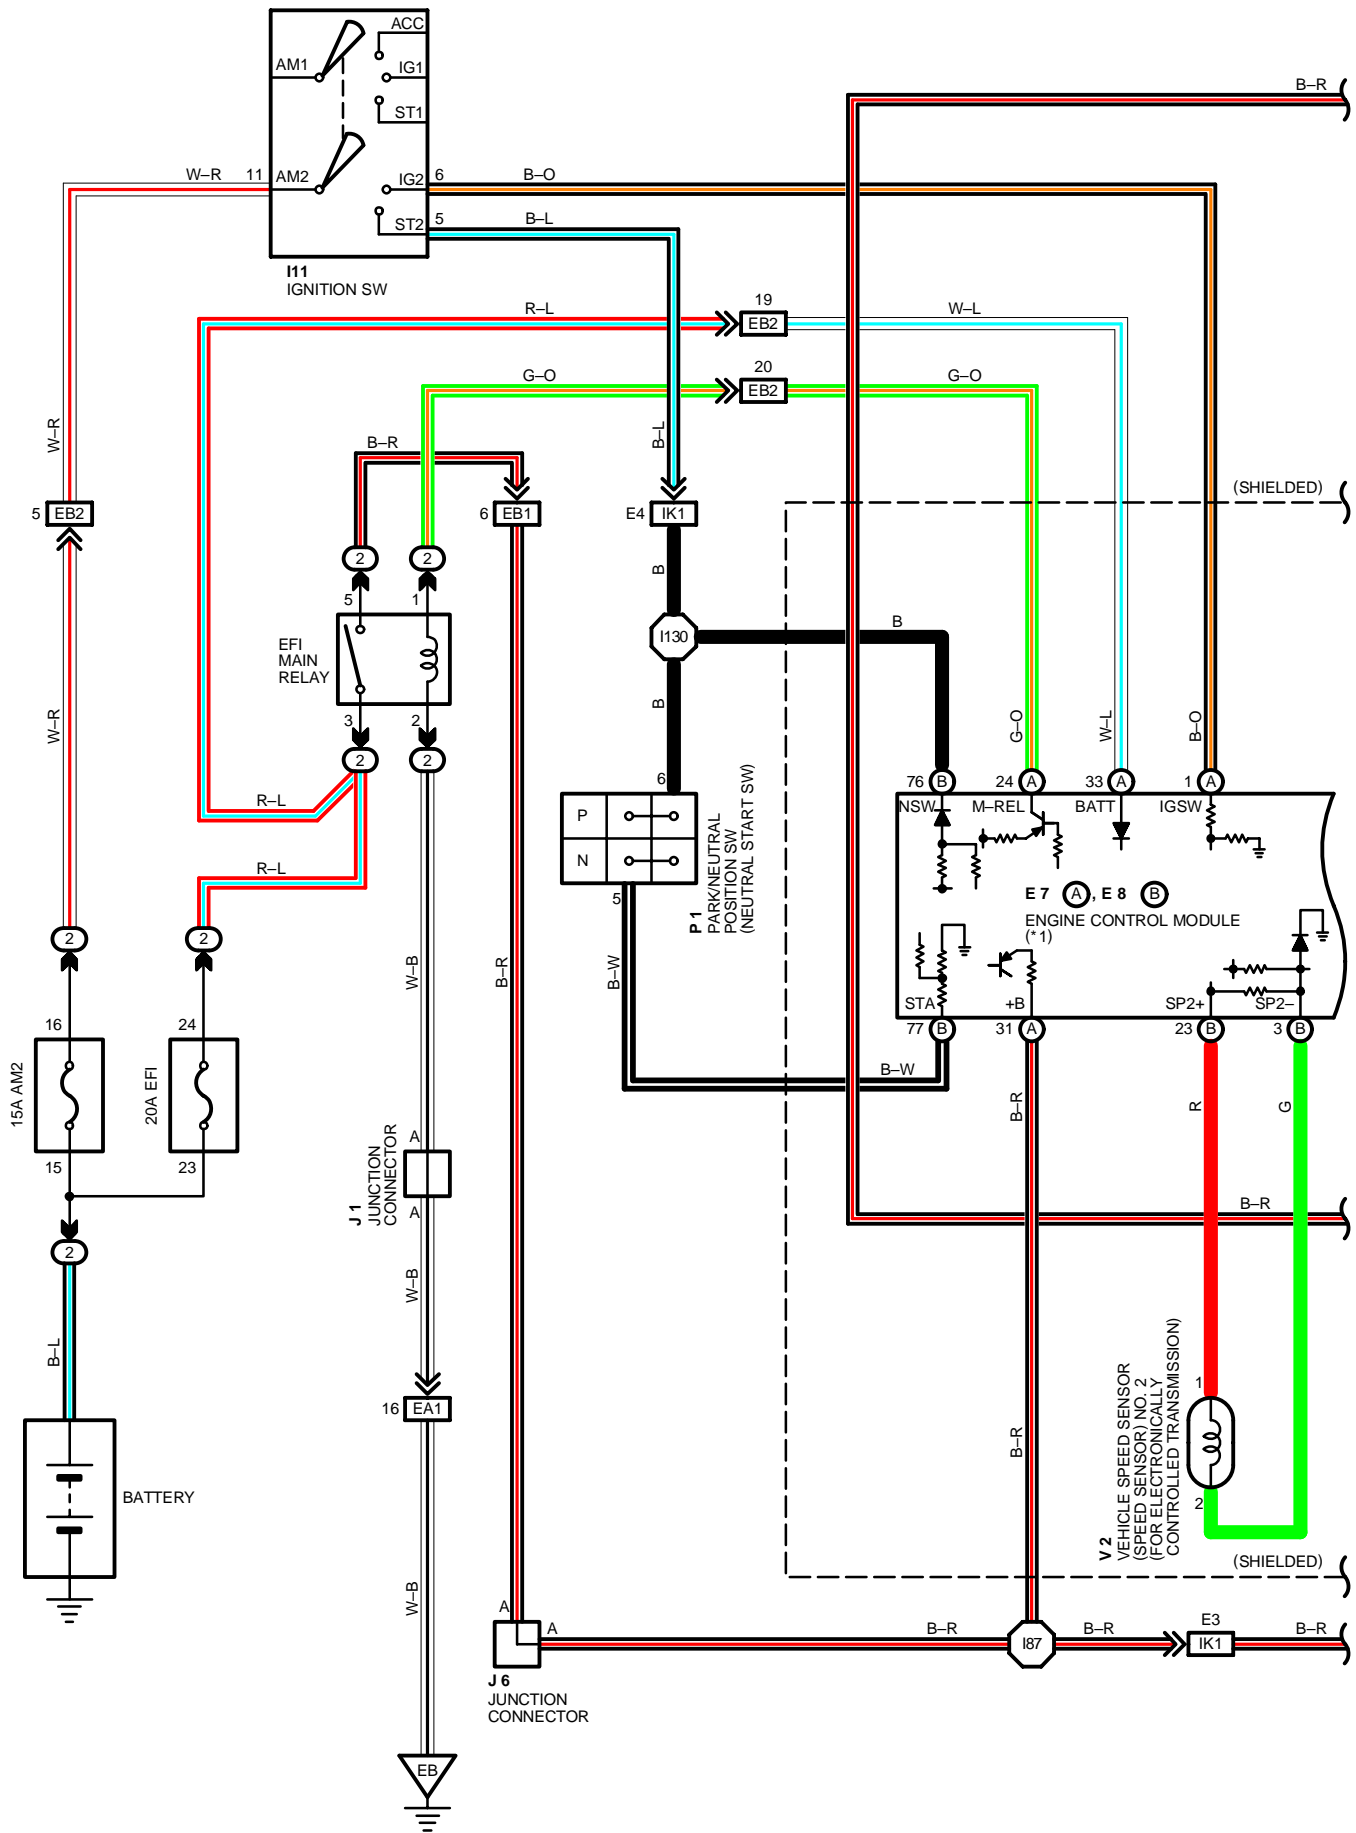 ACC
AM1
IG1
ST1
W–R
11
AM2
IG2
6
B–O
ST2
5
B–L
I11
IGNITION SW
B–R
R–L
19
EB2
W–L
G–O
20
EB2
G–O
B–R
B–L
W–R
(SHIELDED)
5
EB2
6
EB1
E4
IK1
2
2
B
5
1
EFI
MAIN
RELAY
I130
B
3
2
2
2
W–R
B
G–O
W–L
B–O
6
76
B
24
A
33
A
1
A
R–L
P
N
5
P 1
PARK/NEUTRAL
POSITION SW
(NEUTRAL START SW)
NSW
M–REL
BATT
IGSW
R–L
E 7
A
, E 8
B
ENGINE CONTROL MODULE
(*1)
2
2
W–B
B–R
B–W
STA
+B
SP2+
SP2–
16
24
77
B
31
A
23
B
3
B
15A AM2
20A EFI
B–W
B–R
R
G
15
23
A
J 1
JUNCTION
CONNECTOR
A
B–R
2
W–B
B–L
V 2
VEHICLE SPEED SENSOR
(SPEED SENSOR) NO. 2
(FOR ELECTRONICALLY
CONTROLLED TRANSMISSION)
1
2
16
EA1
B–R
BATTERY
(SHIELDED)
W–B
A
A
B–R
I87
B–R
E3
IK1
B–R
J 6
JUNCTION
CONNECTOR
EB